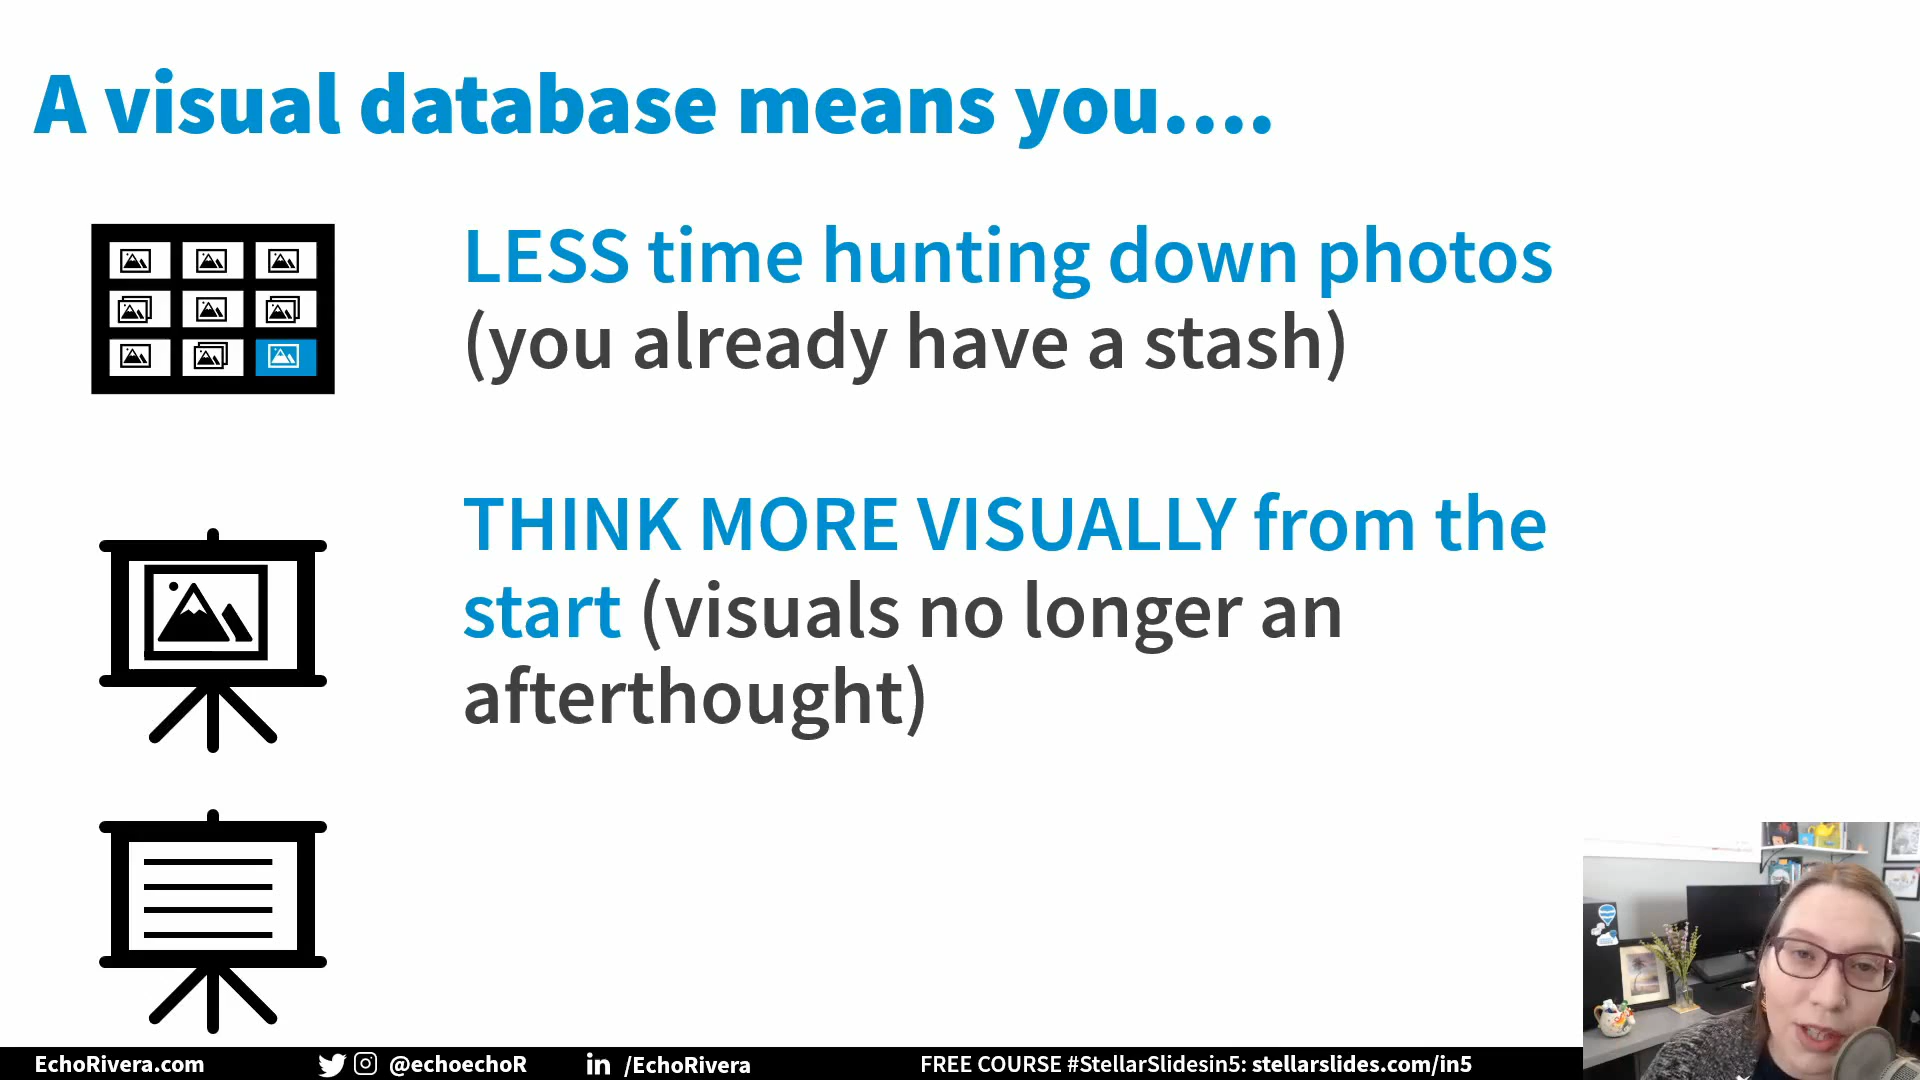 A visual database means you....
LESS time hunting down photos
(you already have a stash)
THINK MORE VISUALLY from the
start (visuals no longer an
afterthought)
EchoRivera.com @echoechoR /EchoRivera FREE COURSE #StellarSlidesin5: stellarslides.com/in5